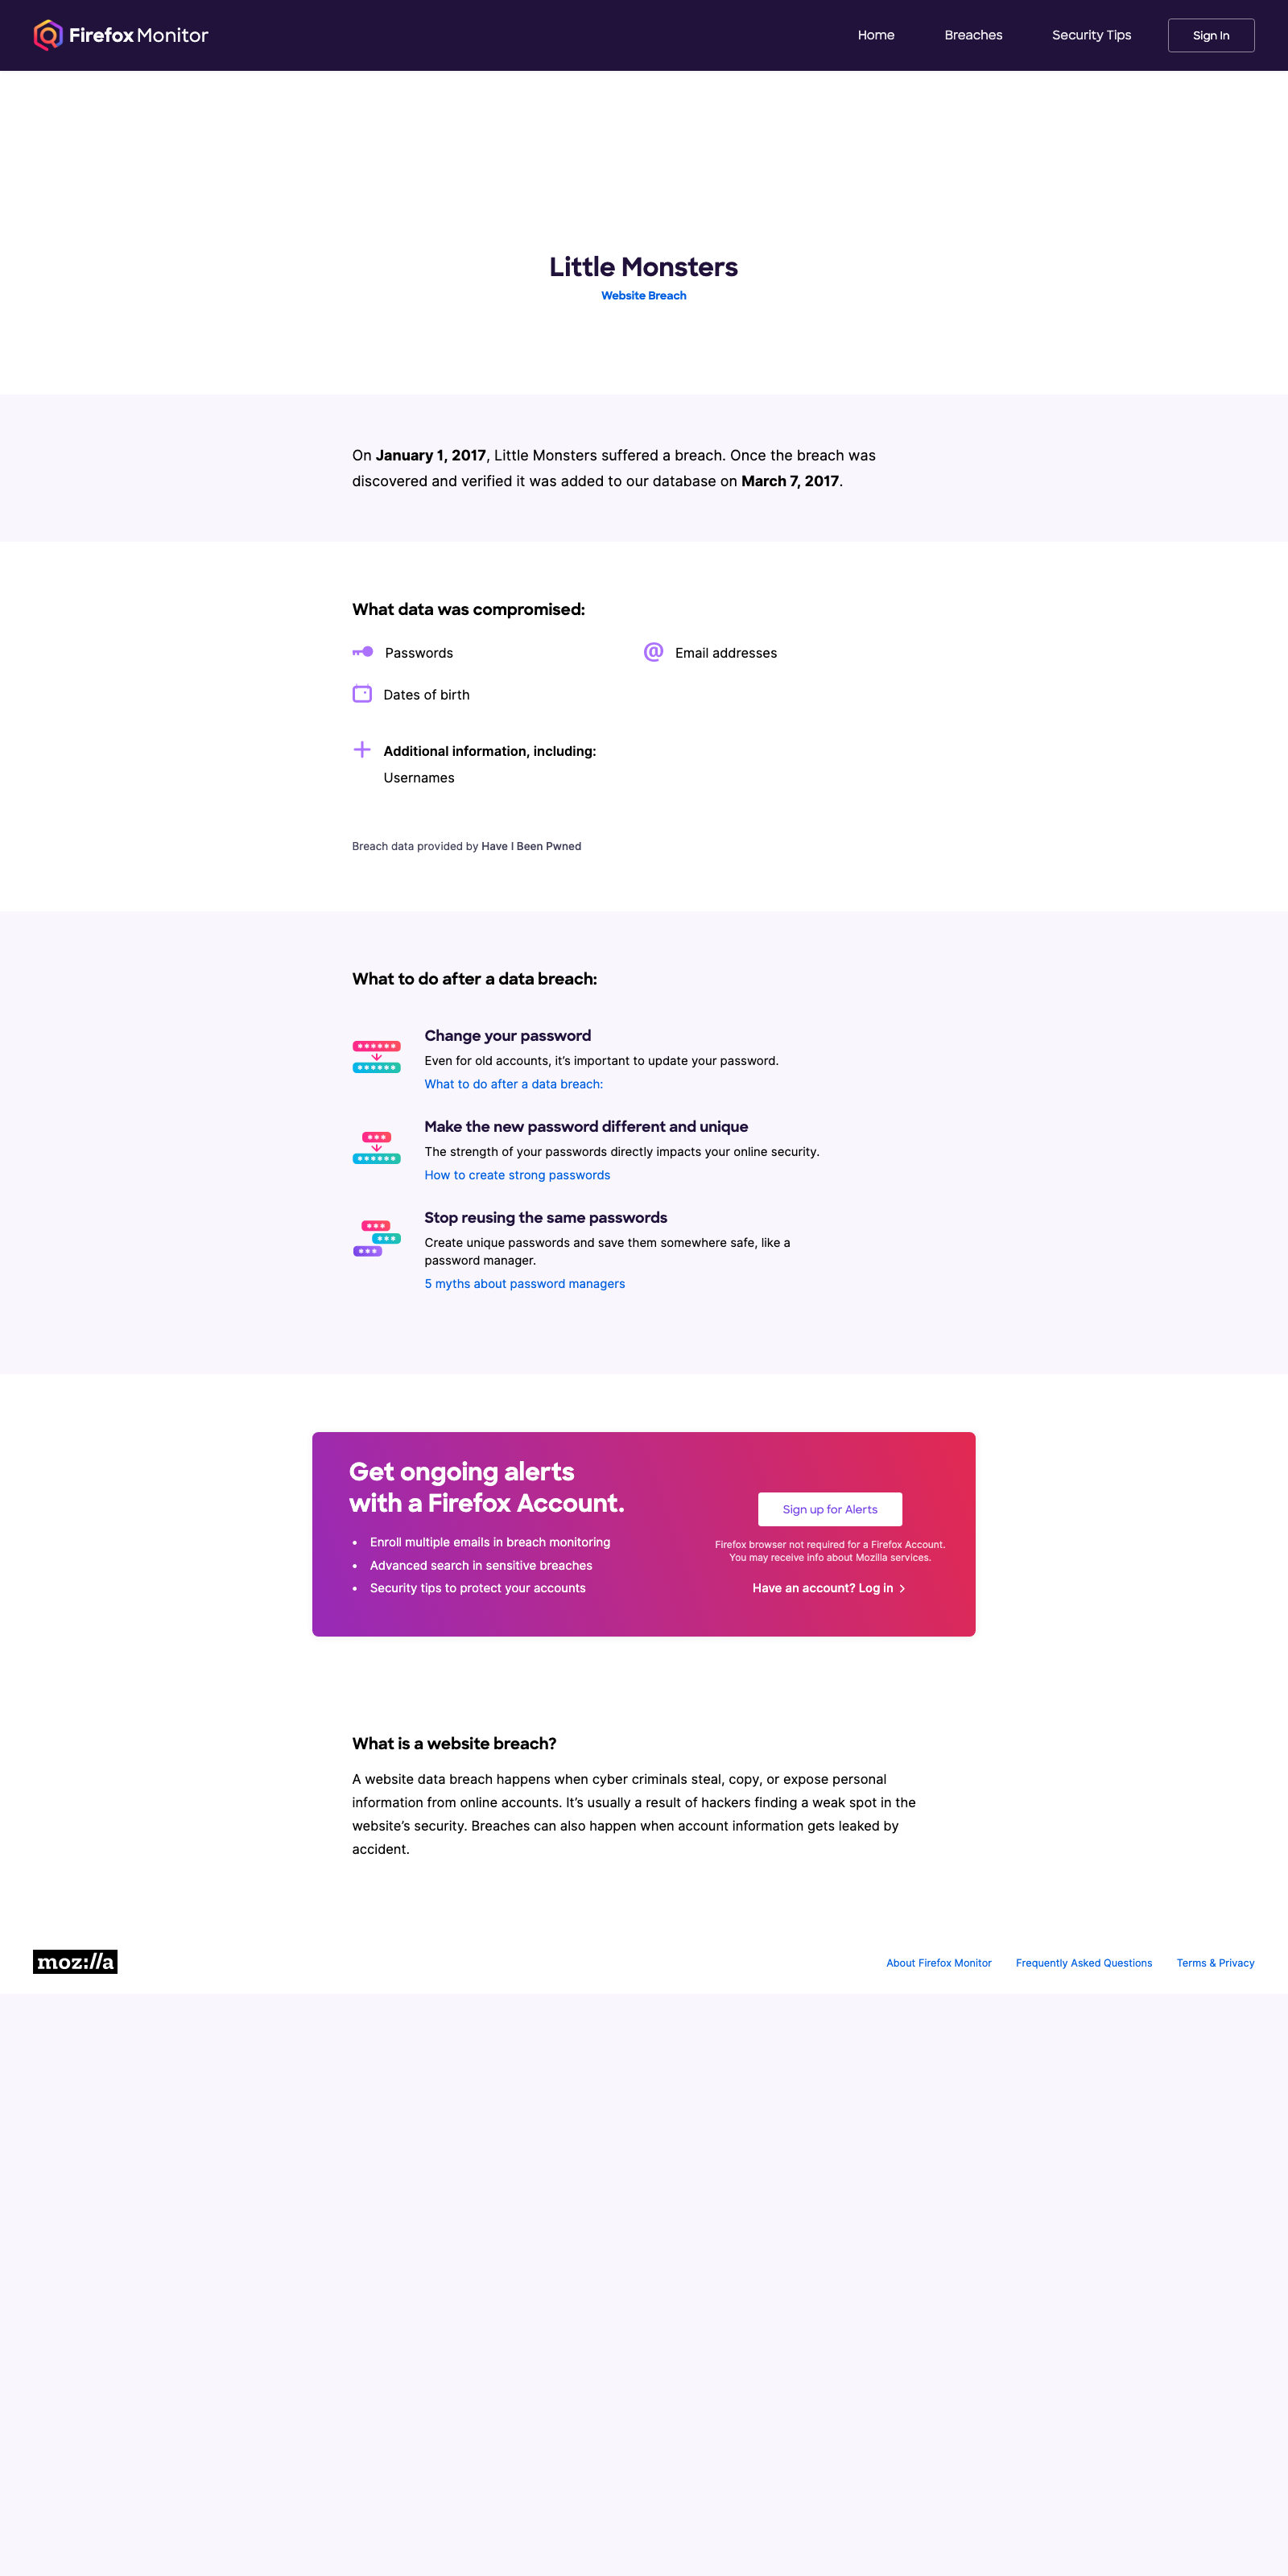 Firefox Monitor
Home
Breaches
Security Tips
Sign In
Little Monsters
Website Breach
On January 1, 2017, Little Monsters suffered a breach. Once the breach was
discovered and verified it was added to our database on March 7, 2017.
What data was compromised:
Passwords
Email addresses
Dates of birth
Additional information, including:
Usernames
Breach data provided by Have I Been Pwned
What to do after a data breach:
Change your password
Even for old accounts, it’s important to update your password.
What to do after a data breach:
Make the new password different and unique
The strength of your passwords directly impacts your online security.
How to create strong passwords
Stop reusing the same passwords
Create unique passwords and save them somewhere safe, like a
password manager.
5 myths about password managers
Get ongoing alerts
with a Firefox Account.
• Enroll multiple emails in breach monitoring
• Advanced search in sensitive breaches
• Security tips to protect your accounts
Sign up for Alerts
Firefox browser not required for a Firefox Account.
You may receive info about Mozilla services.
Have an account? Log in
What is a website breach?
A website data breach happens when cyber criminals steal, copy, or expose personal
information from online accounts. It’s usually a result of hackers finding a weak spot in the
website’s security. Breaches can also happen when account information gets leaked by
accident.
moz://a
About Firefox Monitor
Frequently Asked Questions
Terms & Privacy